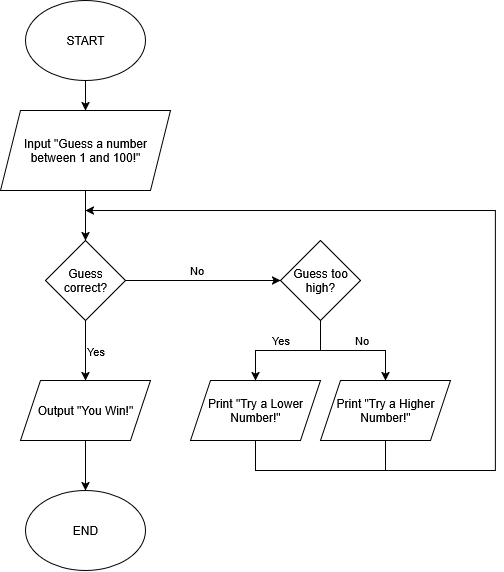 START
Input "Guess a number
between 1 and 100!"
Guess
correct?
No
Guess too
high?
Yes
Yes
No
Output "You Win!"
Print "Try a Lower
Number!"
Print "Try a Higher
Number!"
END